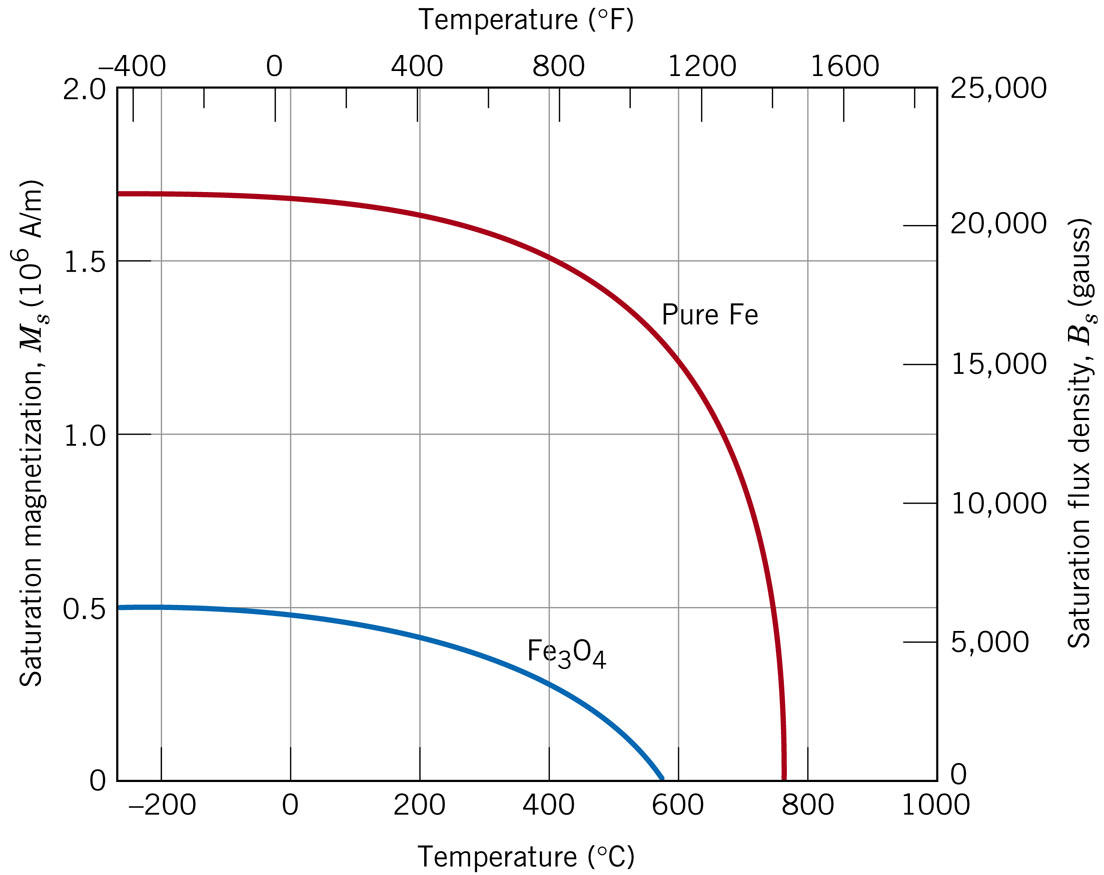 Temperature (°F)
–400 0 400 800 1200 1600
2.0
1.5
1.0
0.5
0
Saturation magnetization, Ms (10⁶ A/m)
Pure Fe
Fe₃O₄
25,000
20,000
15,000
10,000
5,000
0
Saturation flux density, Bs (gauss)
–200 0 200 400 600 800 1000
Temperature (°C)